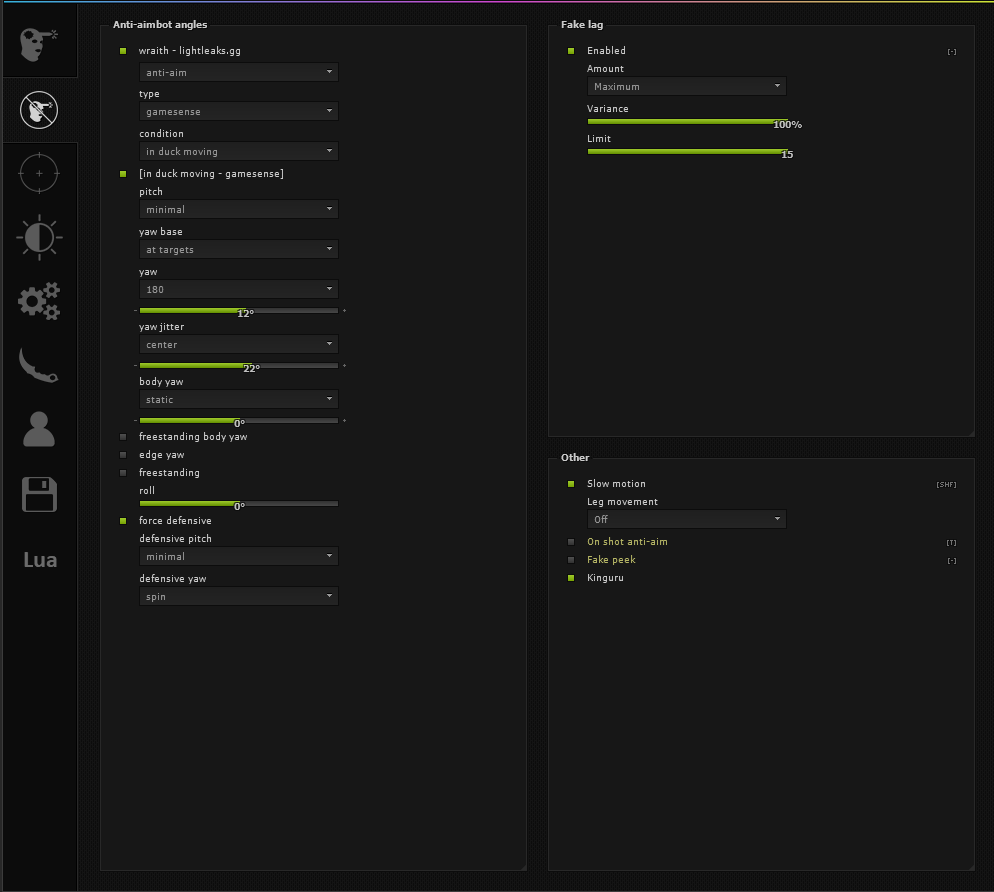 Anti-aimbot angles
wraith - lightleaks.gg
anti-aim
type
gamesense
condition
in duck moving
[in duck moving - gamesense]
pitch
minimal
yaw base
at targets
yaw
180
- 12° +
yaw jitter
center
- 22° +
body yaw
static
- 0° +
freestanding body yaw
edge yaw
freestanding
roll
0°
force defensive
defensive pitch
minimal
defensive yaw
spin
Lua
Fake lag
Enabled [-]
Amount
Maximum
Variance
100%
Limit
15
Other
Slow motion [SHF]
Leg movement
Off
On shot anti-aim [T]
Fake peek [-]
Kinguru